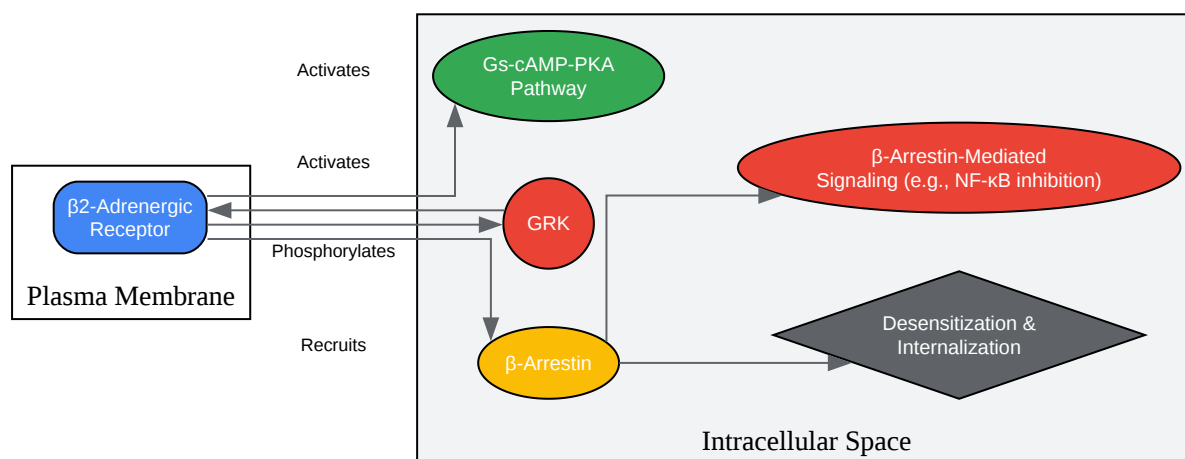 Activates
Gs-cAMP-PKA
Pathway
Activates
β2-Adrenergic
Receptor
Plasma Membrane
GRK
Phosphorylates
β-Arrestin-Mediated
Signaling (e.g., NF-κB inhibition)
Recruits
β-Arrestin
Desensitization &
Internalization
Intracellular Space